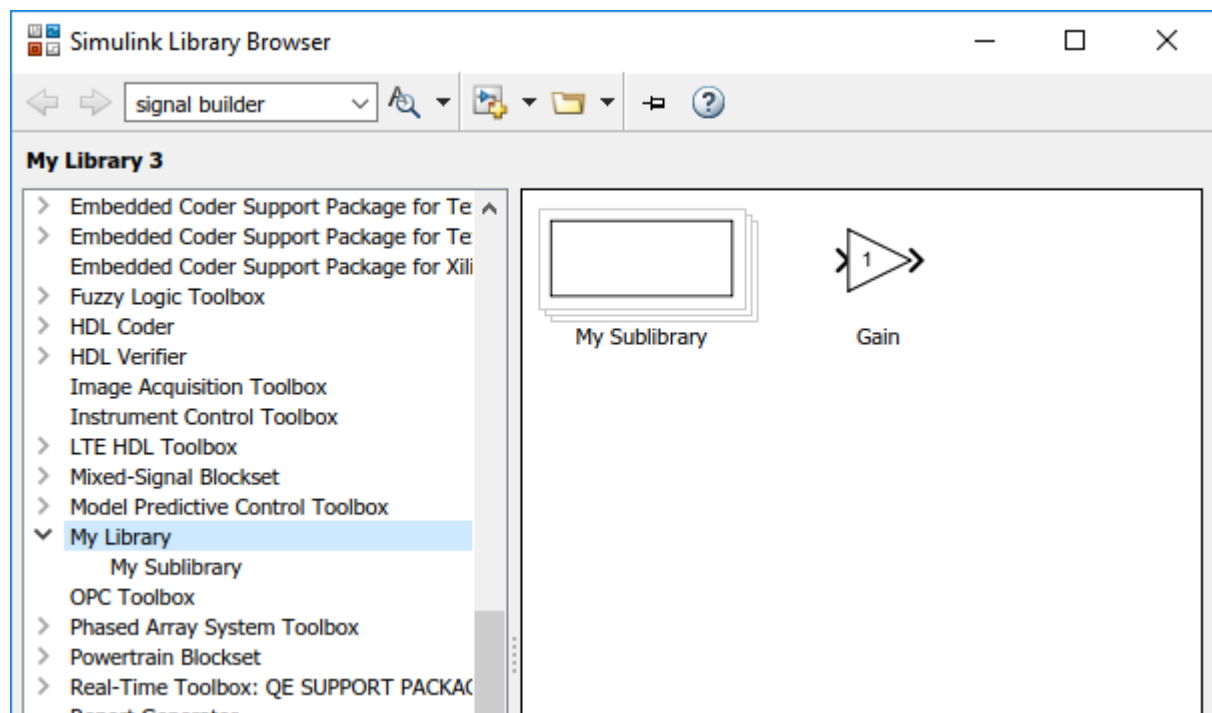 Simulink Library Browser
signal builder
My Library 3
Embedded Coder Support Package for Te
Embedded Coder Support Package for Te
Embedded Coder Support Package for Xili
Fuzzy Logic Toolbox
HDL Coder
HDL Verifier
Image Acquisition Toolbox
Instrument Control Toolbox
LTE HDL Toolbox
Mixed-Signal Blockset
Model Predictive Control Toolbox
My Library
My Sublibrary
OPC Toolbox
Phased Array System Toolbox
Powertrain Blockset
Real-Time Toolbox: QE SUPPORT PACKAG
1
My Sublibrary
Gain